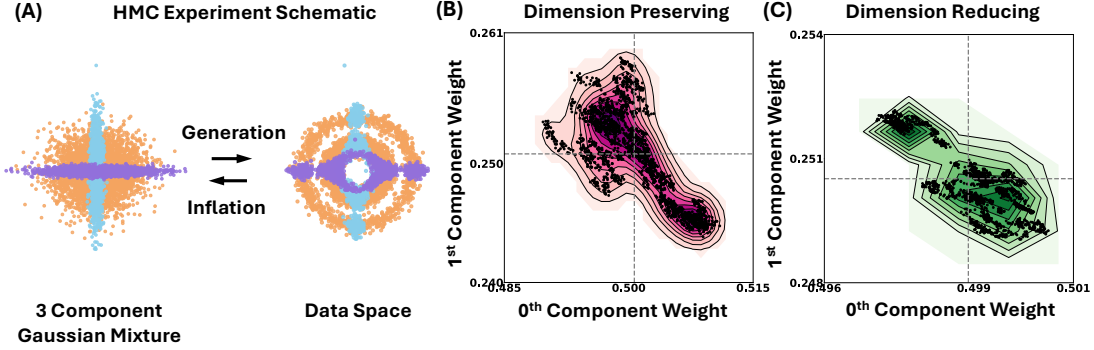 (A)
HMC Experiment Schematic
Generation
Inflation
3 Component
Gaussian Mixture
Data Space
(B)
Dimension Preserving
0.261
0.250
0.240
1st Component Weight
0.485
0.500
0.515
0th Component Weight
(C)
Dimension Reducing
0.254
0.251
0.248
1st Component Weight
0.496
0.499
0.501
0th Component Weight